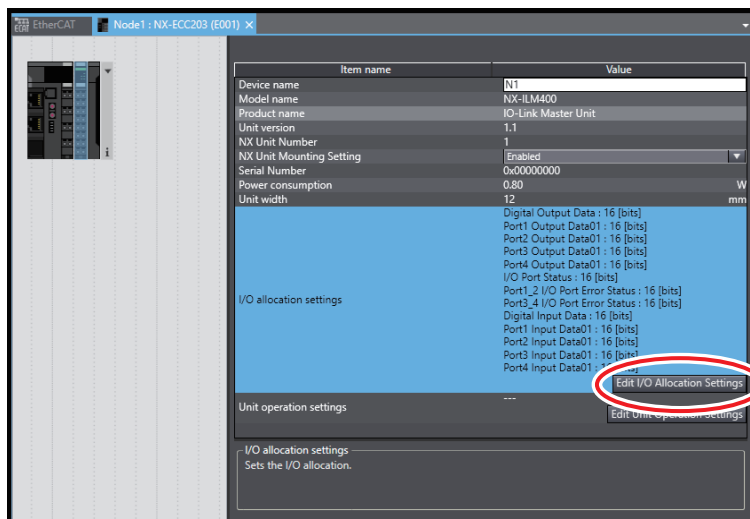 EtherCAT
Node1 : NX-ECC203 (E001)
Item name Value
Device name N1
Model name NX-ILM400
Product name IO-Link Master Unit
Unit version 1.1
NX Unit Number 1
NX Unit Mounting Setting Enabled
Serial Number 0x00000000
Power consumption 0.80 W
Unit width 12 mm
I/O allocation settings
Digital Output Data : 16 [bits]
Port1 Output Data01 : 16 [bits]
Port2 Output Data01 : 16 [bits]
Port3 Output Data01 : 16 [bits]
Port4 Output Data01 : 16 [bits]
I/O Port Status : 16 [bits]
Port1_2 I/O Port Error Status : 16 [bits]
Port3_4 I/O Port Error Status : 16 [bits]
Digital Input Data : 16 [bits]
Port1 Input Data01 : 16 [bits]
Port2 Input Data01 : 16 [bits]
Port3 Input Data01 : 16 [bits]
Port4 Input Data01 : 16 [bits]
Edit I/O Allocation Settings
Unit operation settings ---
Edit Unit Operation Settings
I/O allocation settings
Sets the I/O allocation.